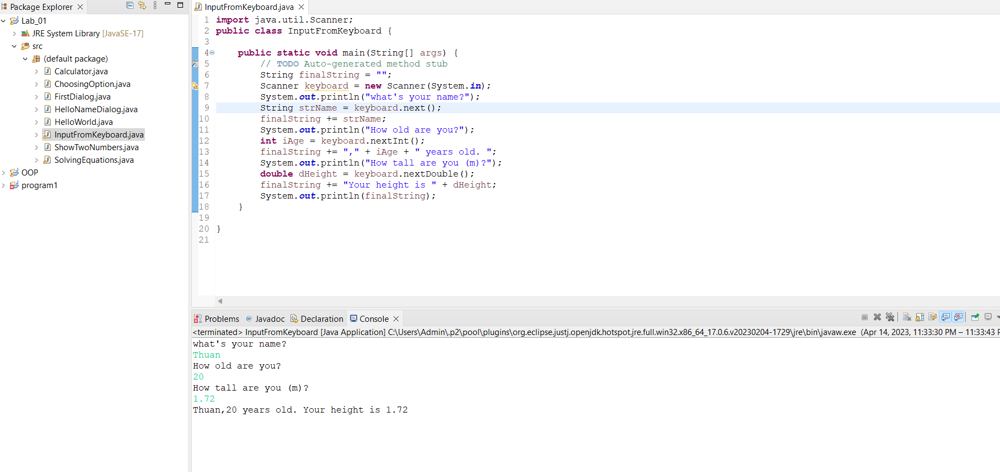 Package Explorer
Lab_01
JRE System Library [JavaSE-17]
src
(default package)
Calculator.java
ChoosingOption.java
FirstDialog.java
HelloNameDialog.java
HelloWorld.java
InputFromKeyboard.java
ShowTwoNumbers.java
SolvingEquations.java
OOP
program1
InputFromKeyboard.java
1 import java.util.Scanner;
2 public class InputFromKeyboard {
3
4     public static void main(String[] args) {
5         // TODO Auto-generated method stub
6         String finalString = "";
7         Scanner keyboard = new Scanner(System.in);
8         System.out.println("what's your name?");
9         String strName = keyboard.next();
10         finalString += strName;
11         System.out.println("How old are you?");
12         int iAge = keyboard.nextInt();
13         finalString += "," + iAge + " years old. ";
14         System.out.println("How tall are you (m)?");
15         double dHeight = keyboard.nextDouble();
16         finalString += "Your height is " + dHeight;
17         System.out.println(finalString);
18     }
19
20 }
21
Problems @ Javadoc Declaration Console
<terminated> InputFromKeyboard [Java Application] C:\Users\Admin\.p2\pool\plugins\org.eclipse.justj.openjdk.hotspot.jre.full.win32.x86_64_17.0.6.v20230204-1729\jre\bin\javaw.exe (Apr 14, 2023, 11:33:30 PM – 11:33:43 P
what's your name?
Thuan
How old are you?
20
How tall are you (m)?
1.72
Thuan,20 years old. Your height is 1.72